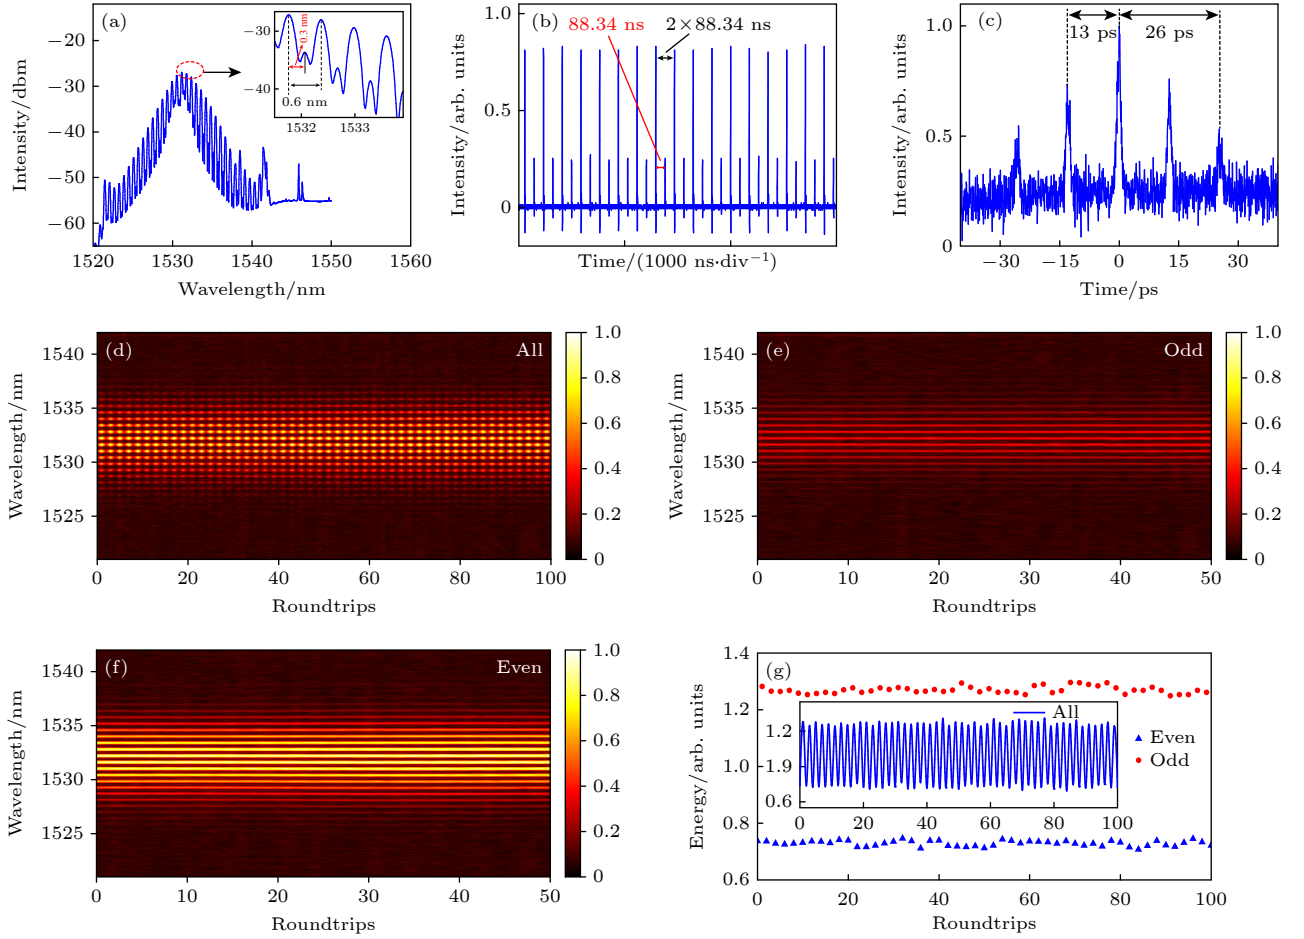 (a)
Intensity/dbm
−20
−30
−40
−50
−60
1520
1530
1540
1550
1560
Wavelength/nm
−30
−40
0.3 nm
0.6 nm
1532
1533
(b)
88.34 ns
2×88.34 ns
Intensity/arb. units
1.0
0.5
0
Time/(1000 ns·div⁻¹)
(c)
13 ps
26 ps
Intensity/arb. units
1.0
0.5
0
−30
−15
0
15
30
Time/ps
(d)
All
Wavelength/nm
1540
1535
1530
1525
0
20
40
60
80
100
Roundtrips
1.0
0.8
0.6
0.4
0.2
0
(e)
Odd
Wavelength/nm
1540
1535
1530
1525
0
10
20
30
40
50
Roundtrips
1.0
0.8
0.6
0.4
0.2
0
(f)
Even
Wavelength/nm
1540
1535
1530
1521
0
10
20
30
40
50
Roundtrips
1.0
0.8
0.6
0.4
0.2
0
(g)
Energy/arb. units
1.4
1.2
1.0
0.8
0.6
0
20
40
60
80
100
Roundtrips
All
1.2
1.9
0.6
0
20
40
60
80
100
Even
Odd